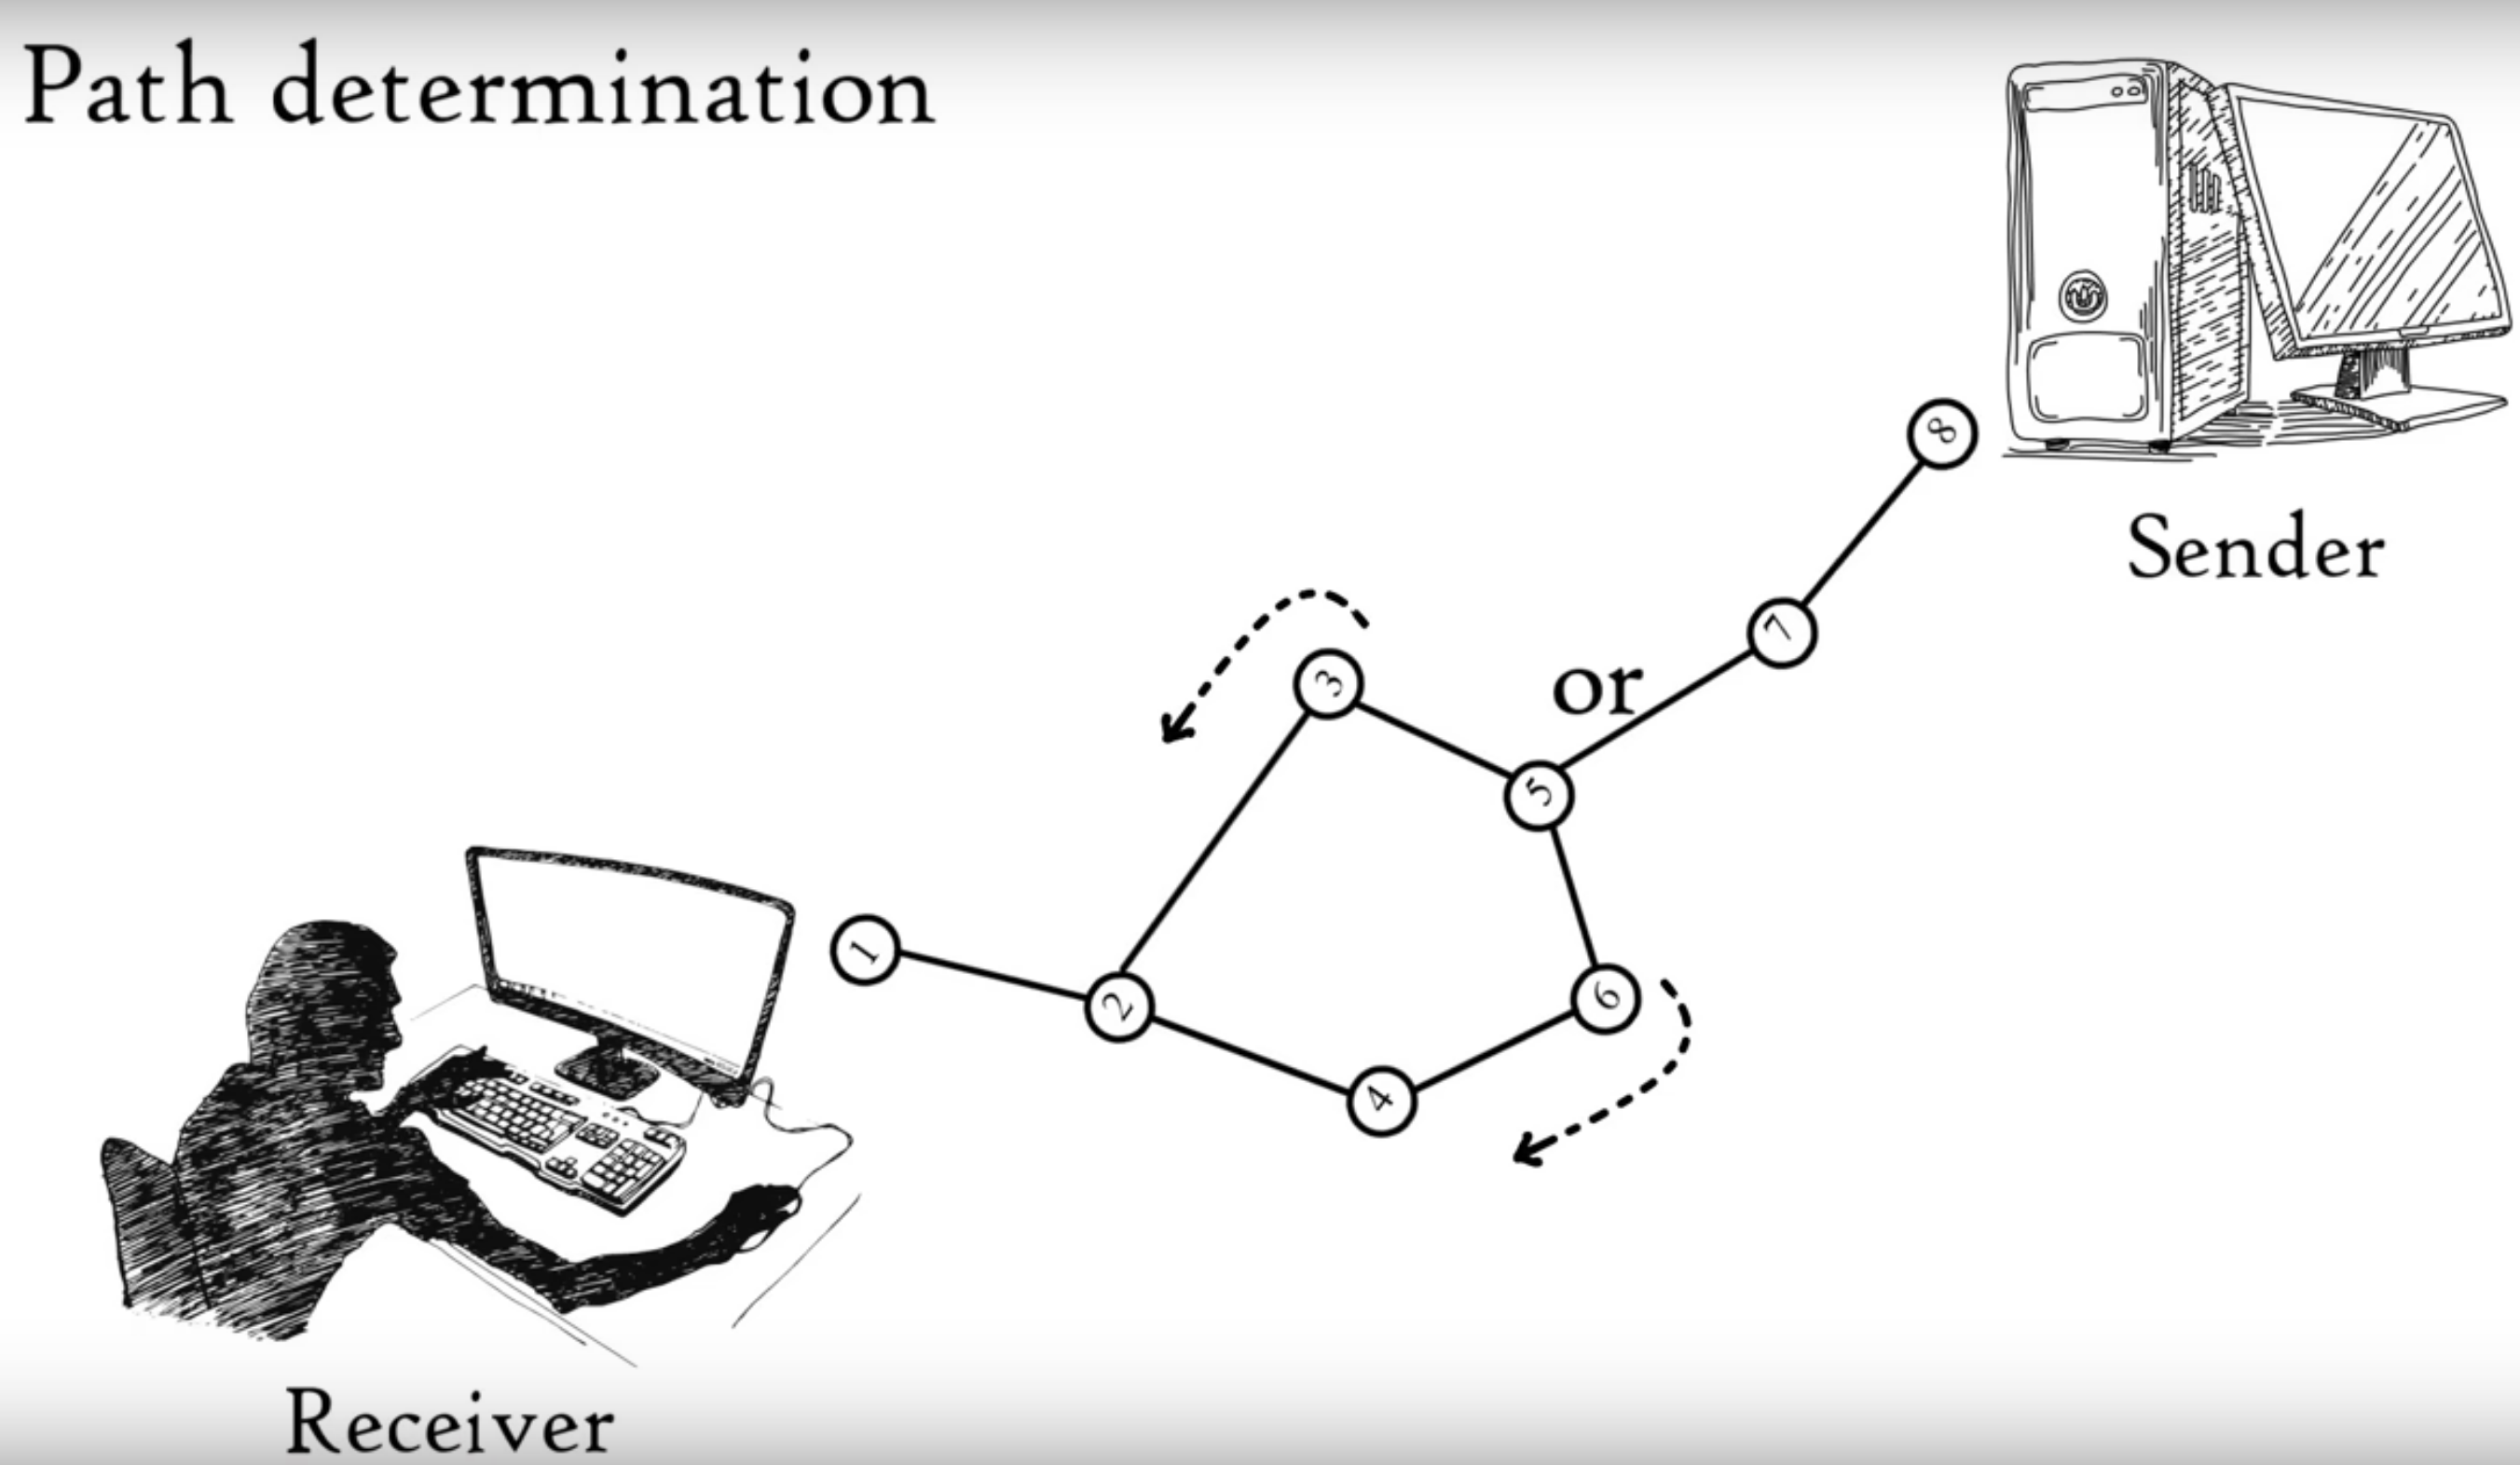 Path determination
8
Sender
7
or
3
5
1
2
6
4
Receiver